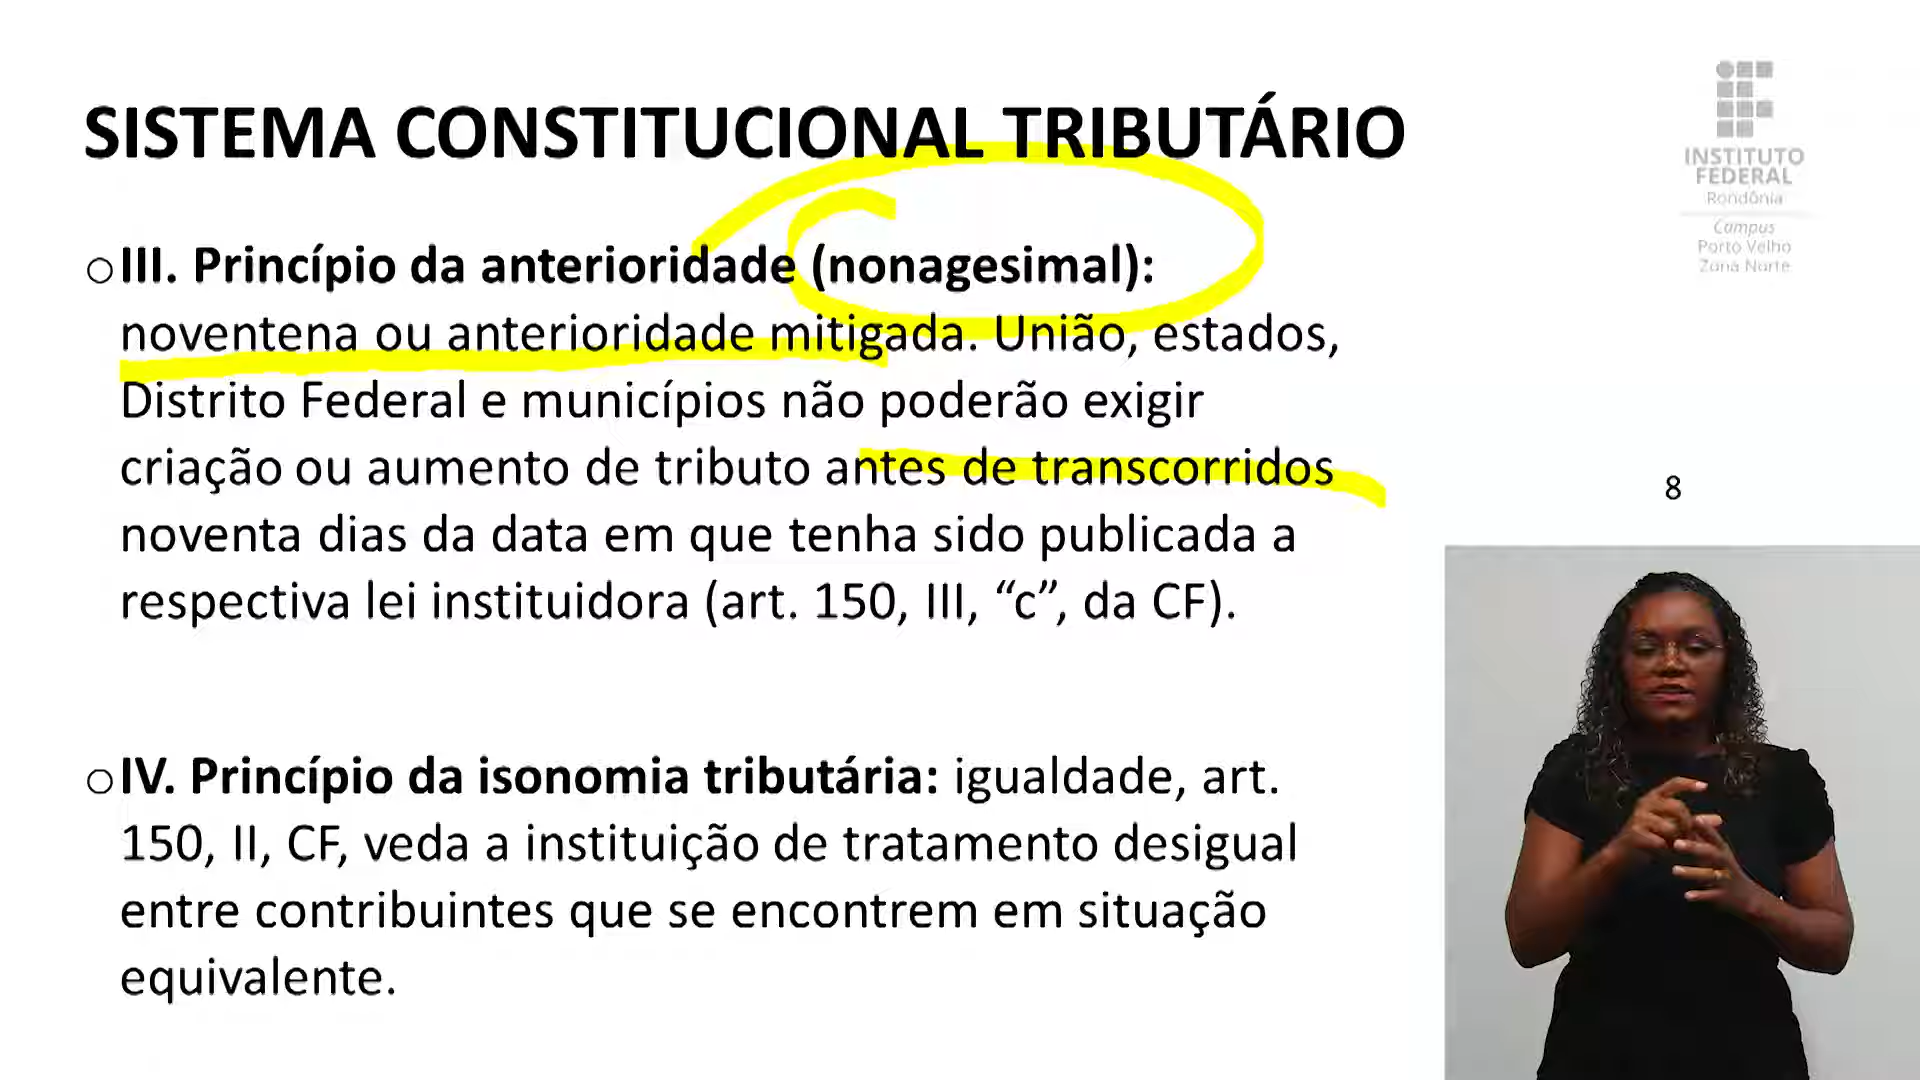 SISTEMA CONSTITUCIONAL TRIBUTÁRIO
INSTITUTO
FEDERAL
Rondônia
Campus
Porto Velho
Zona Norte
III. Princípio da anterioridade (nonagesimal):
noventena ou anterioridade mitigada. União, estados,
Distrito Federal e municípios não poderão exigir
criação ou aumento de tributo antes de transcorridos
noventa dias da data em que tenha sido publicada a
respectiva lei instituidora (art. 150, III, “c”, da CF).
8
IV. Princípio da isonomia tributária: igualdade, art.
150, II, CF, veda a instituição de tratamento desigual
entre contribuintes que se encontrem em situação
equivalente.